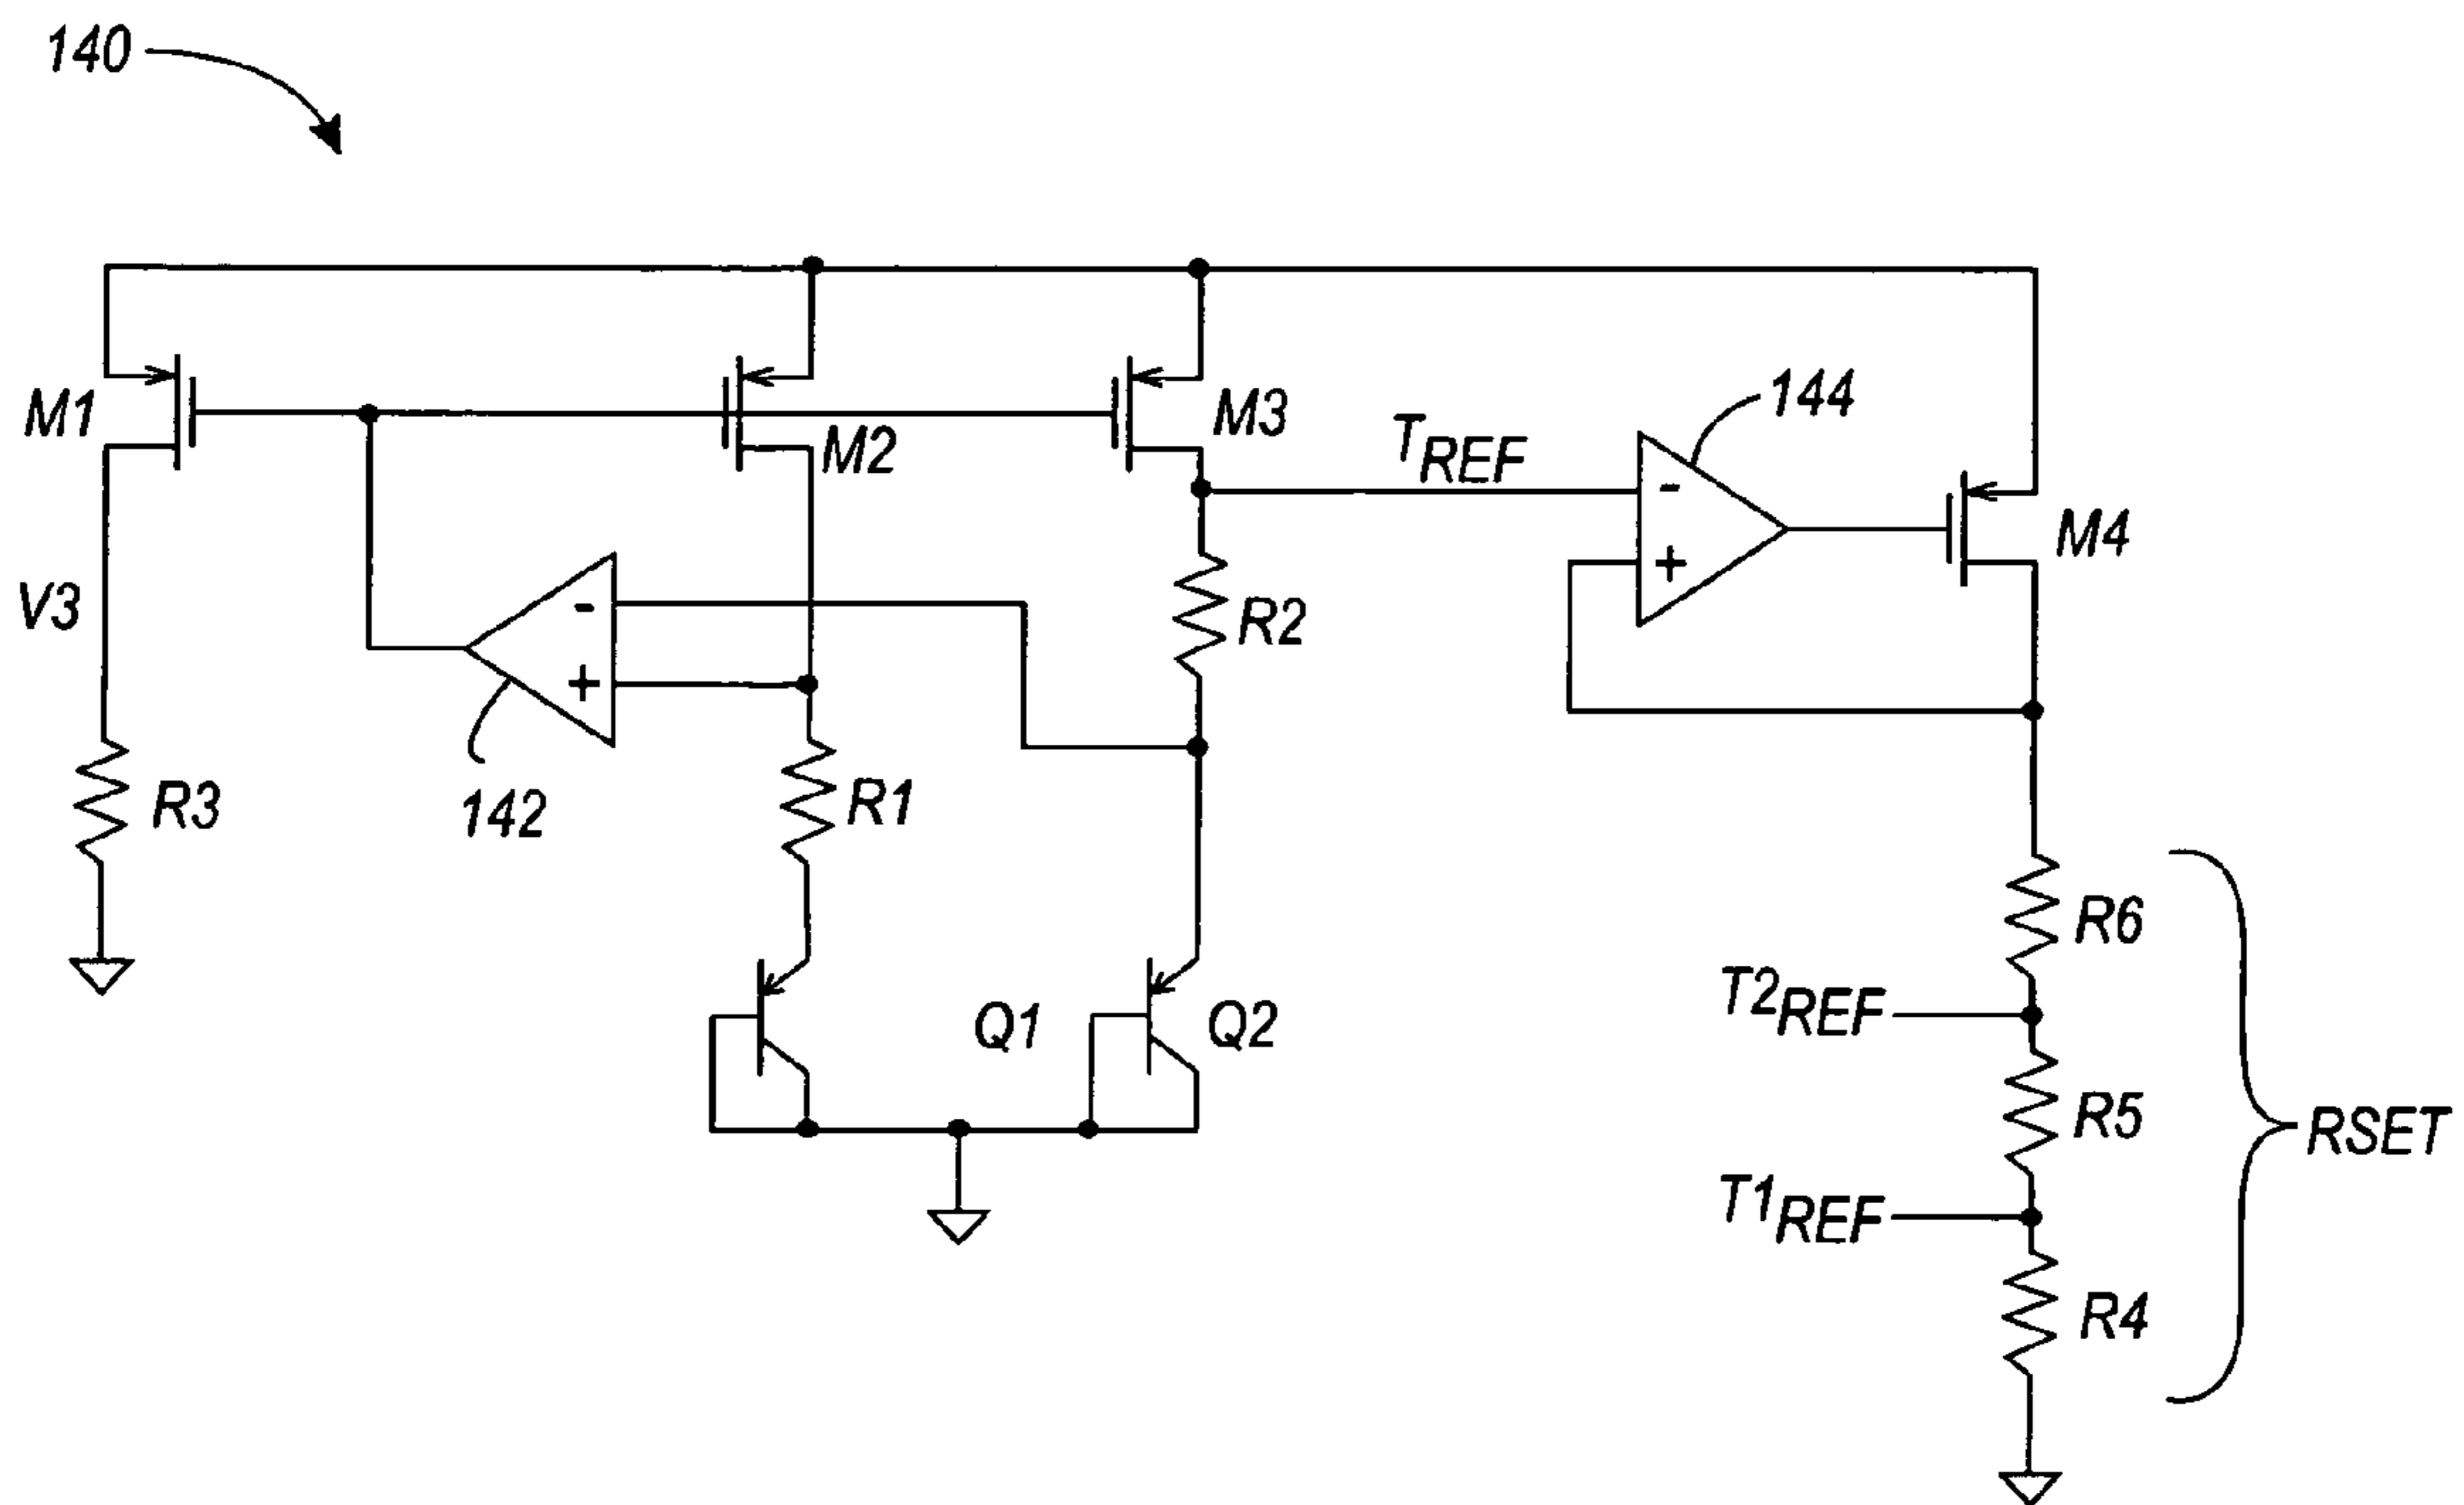 140
M1
M2
M3
TREF
144
M4
V3
-
+
-
+
R2
R3
142
R1
R6
Q1
Q2
T2REF
R5
RSET
T1REF
R4